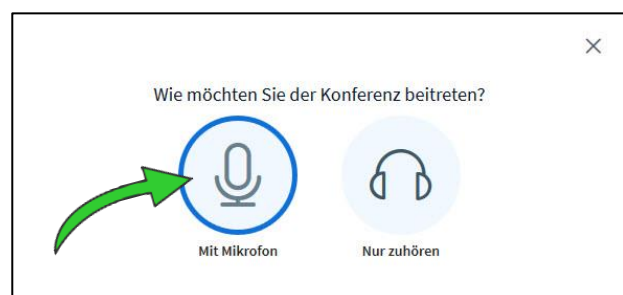 Wie möchten Sie der Konferenz beitreten?
Mit Mikrofon
Nur zuhören